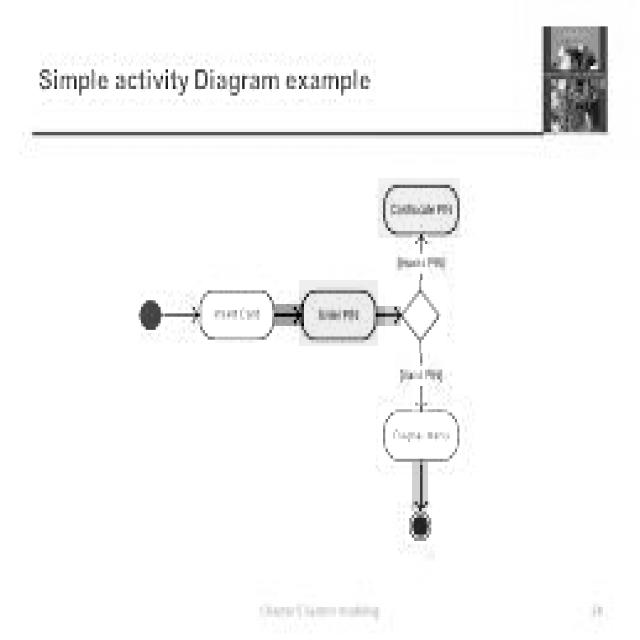 Simple activity Diagram example
Confiscate PIN
[Invalid PIN]
Insert Card
Enter PIN
[Valid PIN]
Display Menu
Chapter 5 System modeling